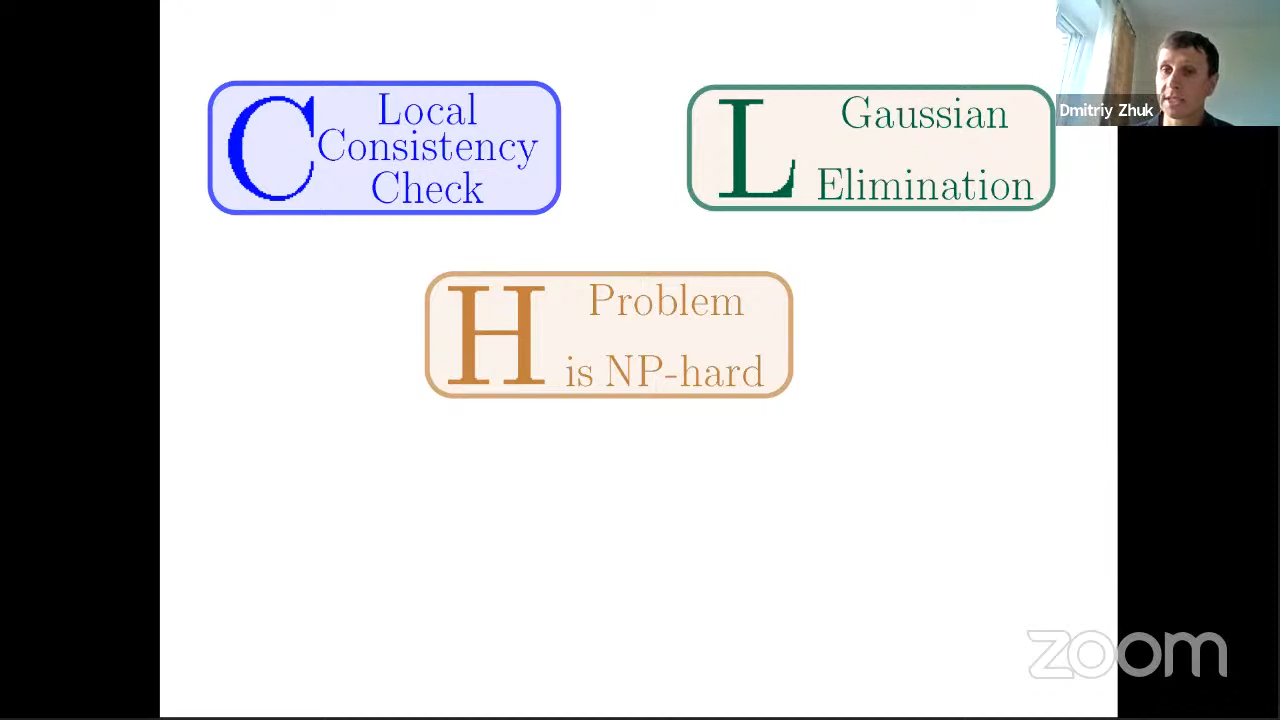 C
Local
Consistency
Check
L
Gaussian
Elimination
H
Problem
is NP-hard
Dmitriy Zhuk
zoom